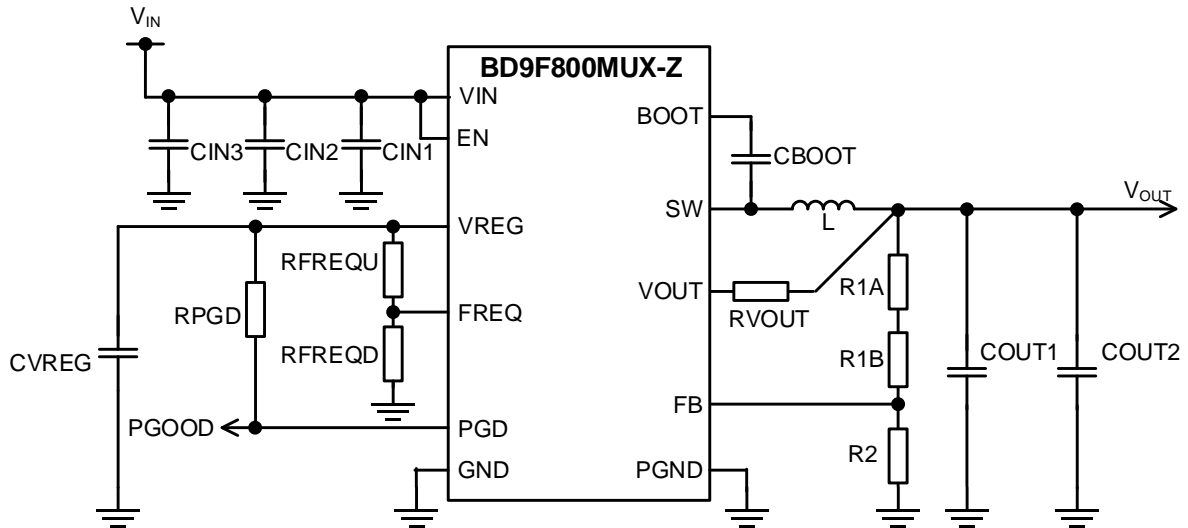 VIN
BD9F800MUX-Z
VIN
BOOT
EN
CIN3
CIN2
CIN1
CBOOT
VOUT
SW
L
VREG
RFREQU
VOUT
R1A
RPGD
FREQ
RVOUT
RFREQD
R1B
COUT1
COUT2
CVREG
FB
PGOOD
PGD
R2
GND
PGND